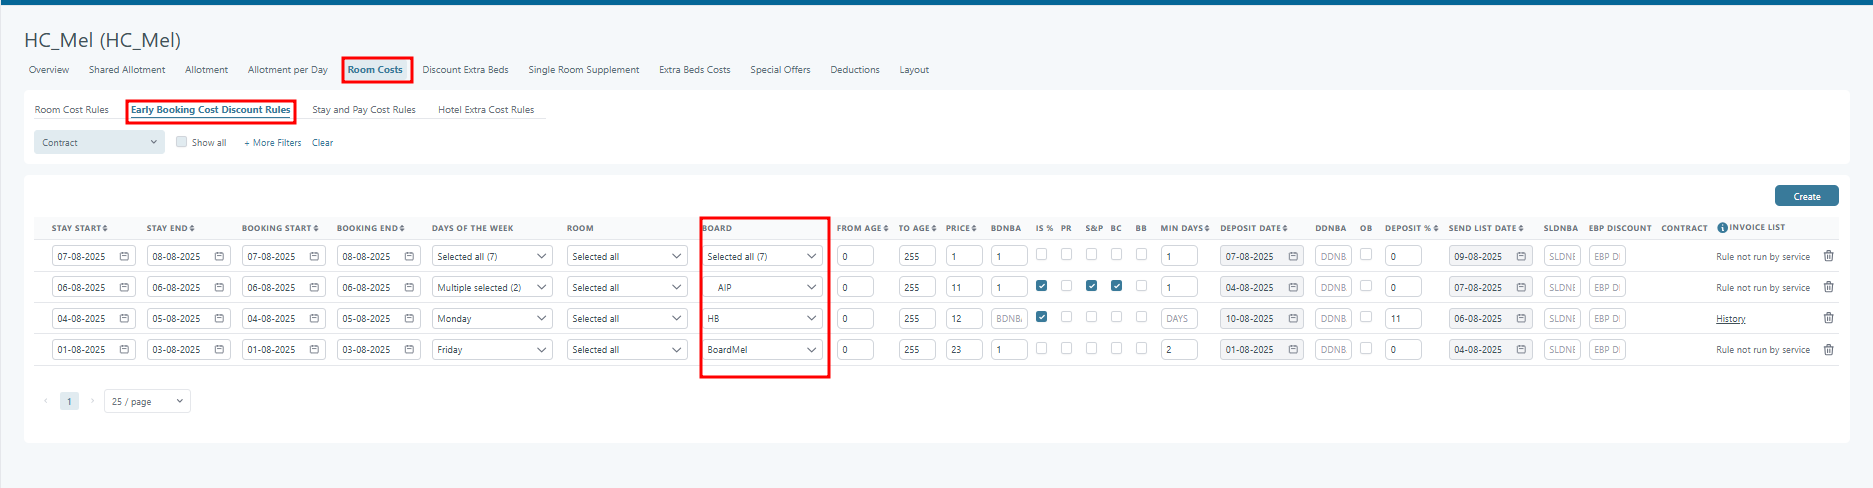 HC_Mel (HC_Mel)
Overview Shared Allotment Allotment Allotment per Day Room Costs Discount Extra Beds Single Room Supplement Extra Beds Costs Special Offers Deductions Layout
Room Cost Rules Early Booking Cost Discount Rules Stay and Pay Cost Rules Hotel Extra Cost Rules
Contract Show all + More Filters Clear
Create
STAY START STAY END BOOKING START BOOKING END DAYS OF THE WEEK ROOM BOARD FROM AGE TO AGE PRICE BDNBA IS % PR S&P BC BB MIN DAYS DEPOSIT DATE DDNBA OB DEPOSIT % SEND LIST DATE SLDNBA EBP DISCOUNT CONTRACT INVOICE LIST
07-08-2025 08-08-2025 07-08-2025 08-08-2025 Selected all (7) Selected all Selected all (7) 0 255 1 1 1 07-08-2025 DDNB 0 09-08-2025 SLDNE EBP DI Rule not run by service
06-08-2025 06-08-2025 06-08-2025 06-08-2025 Multiple selected (2) Selected all AIP 0 255 11 1 1 04-08-2025 DDNB 0 07-08-2025 SLDNE EBP DI Rule not run by service
04-08-2025 05-08-2025 04-08-2025 05-08-2025 Monday Selected all HB 0 255 12 BDNB DAYS 10-08-2025 DDNB 11 06-08-2025 SLDNE EBP DI History
01-08-2025 03-08-2025 01-08-2025 03-08-2025 Friday Selected all BoardMel 0 255 23 1 2 01-08-2025 DDNB 0 04-08-2025 SLDNE EBP DI Rule not run by service
1 25 / page